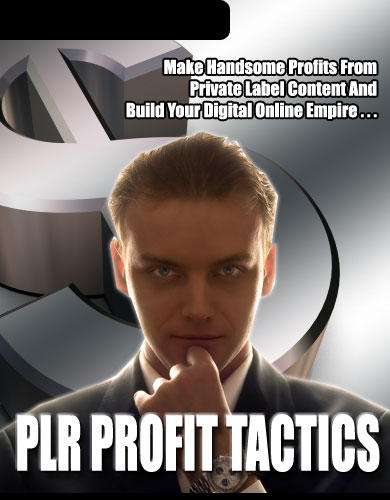 Make Handsome Profits From
Private Label Content And
Build Your Digital Online Empire . . .
PLR PROFIT TACTICS